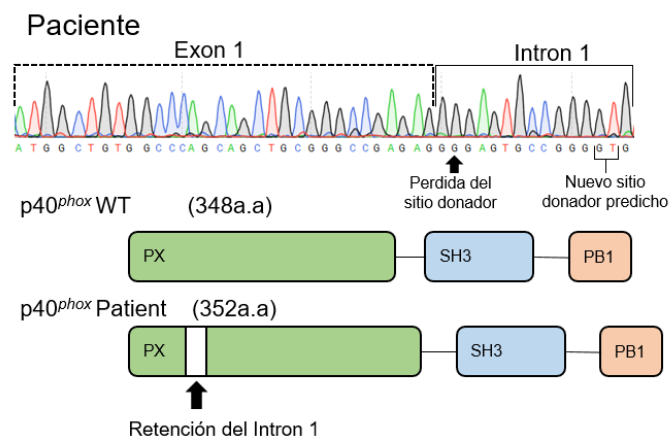 Paciente
Exon 1
Intron 1
ATGGCTGTGGCCCAGCAGCTGCGGGCCGAGAGGGGAGTGCCGGGGTG
Perdida del
sitio donador
Nuevo sitio
donador predicho
p40phox WT (348a.a)
PX
SH3
PB1
p40phox Patient (352a.a)
PX
SH3
PB1
Retención del Intron 1